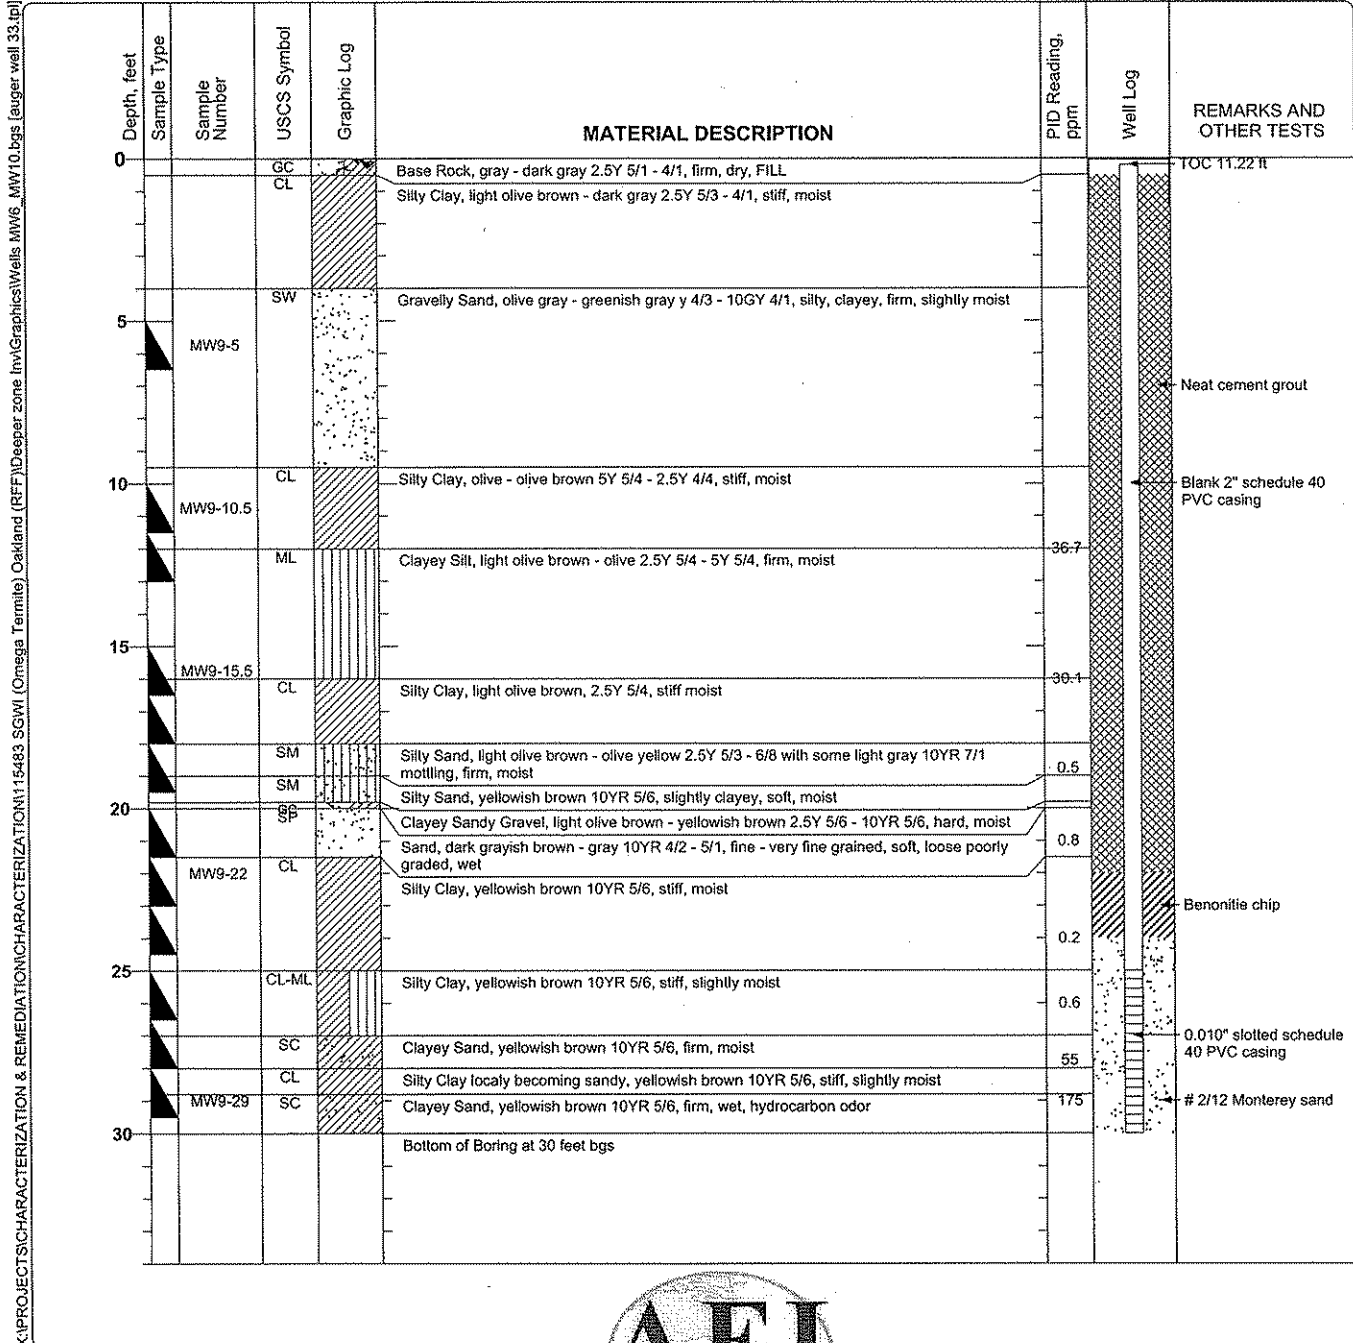 K:\PROJECTS\CHARACTERIZATION & REMEDIATION\CHARACTERIZATION\115483 SGWI (Omega Termite) Oakland (RFF)\Deeper zone Inv\Graphics\Wells MW6_MW10.bgs [auger well 33.tpl]
Depth, feet
Sample Type
Sample Number
USCS Symbol
Graphic Log
MATERIAL DESCRIPTION
PID Reading, ppm
Well Log
REMARKS AND OTHER TESTS
0
GC
Base Rock, gray - dark gray 2.5Y 5/1 - 4/1, firm, dry, FILL
TOC 11.22 ft
CL
Silty Clay, light olive brown - dark gray 2.5Y 5/3 - 4/1, stiff, moist
SW
Gravelly Sand, olive gray - greenish gray y 4/3 - 10GY 4/1, silty, clayey, firm, slightly moist
5
MW9-5
Neat cement grout
CL
Silty Clay, olive - olive brown 5Y 5/4 - 2.5Y 4/4, stiff, moist
10
MW9-10.5
Blank 2" schedule 40
PVC casing
36.7
ML
Clayey Silt, light olive brown - olive 2.5Y 5/4 - 5Y 5/4, firm, moist
15
MW9-15.5
30.1
CL
Silty Clay, light olive brown, 2.5Y 5/4, stiff moist
SM
Silty Sand, light olive brown - olive yellow 2.5Y 5/3 - 6/8 with some light gray 10YR 7/1
mottling, firm, moist
0.5
SM
Silty Sand, yellowish brown 10YR 5/6, slightly clayey, soft, moist
20
GC
SP
Clayey Sandy Gravel, light olive brown - yellowish brown 2.5Y 5/6 - 10YR 5/6, hard, moist
Sand, dark grayish brown - gray 10YR 4/2 - 5/1, fine - very fine grained, soft, loose poorly
graded, wet
0.8
MW9-22
CL
Silty Clay, yellowish brown 10YR 5/6, stiff, moist
Benonitie chip
0.2
25
CL-ML
Silty Clay, yellowish brown 10YR 5/6, stiff, slightly moist
0.6
0.010" slotted schedule
40 PVC casing
SC
Clayey Sand, yellowish brown 10YR 5/6, firm, moist
55
CL
Silty Clay localy becoming sandy, yellowish brown 10YR 5/6, stiff, slightly moist
MW9-29
SC
Clayey Sand, yellowish brown 10YR 5/6, firm, wet, hydrocarbon odor
175
# 2/12 Monterey sand
30
Bottom of Boring at 30 feet bgs
AEI